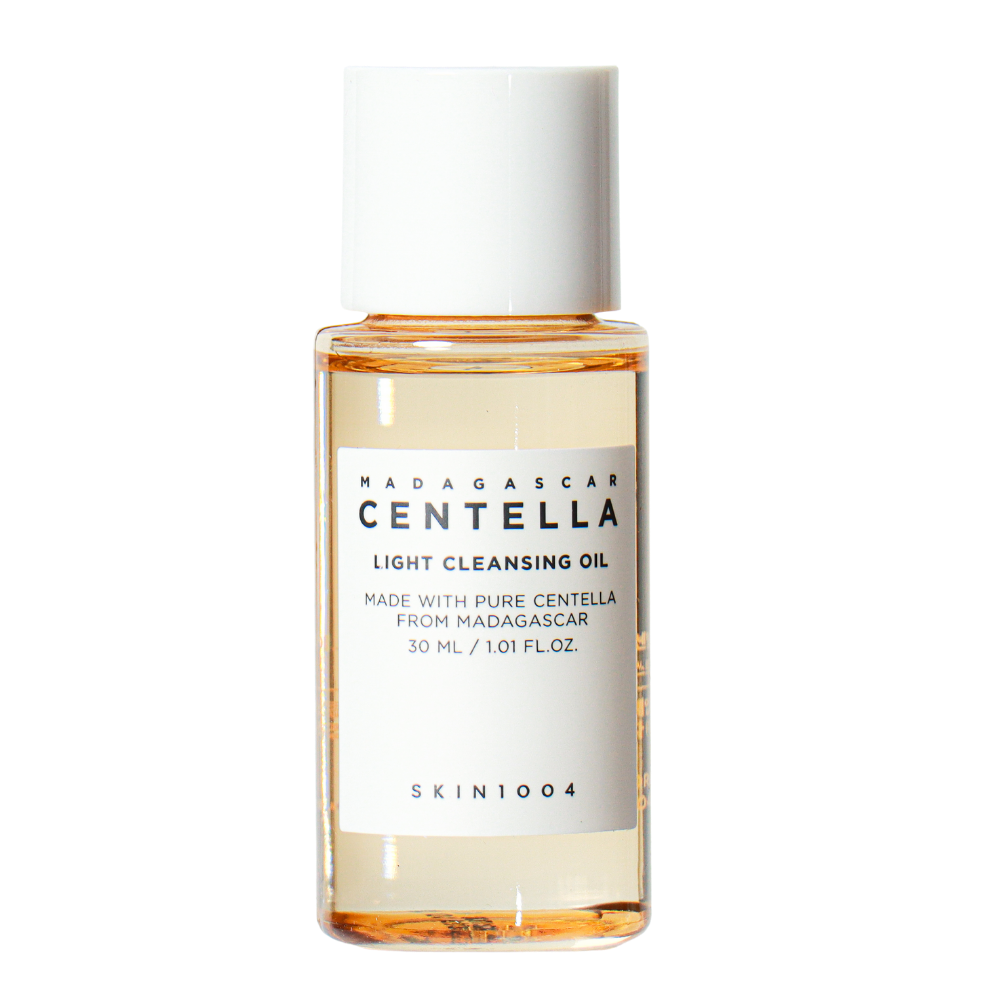 MADAGASCAR
CENTELLA
LIGHT CLEANSING OIL
MADE WITH PURE CENTELLA
FROM MADAGASCAR
30 ML / 1.01 FL.OZ.
SKIN1004